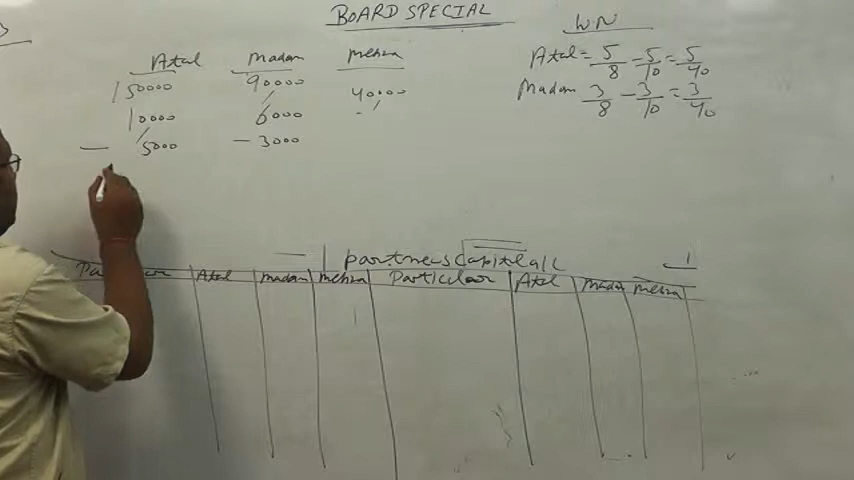 BOARD SPECIAL
WN
Atal Madan Mehra
150000 90000 40000
10000 6000 -
— 5000 — 3000
Atal = 5/8 - 5/10 = 5/40
Madan 3/8 - 3/10 = 3/40
Partners Capital A/C
Atal Madan Mehra Particular Atal Madan Mehra